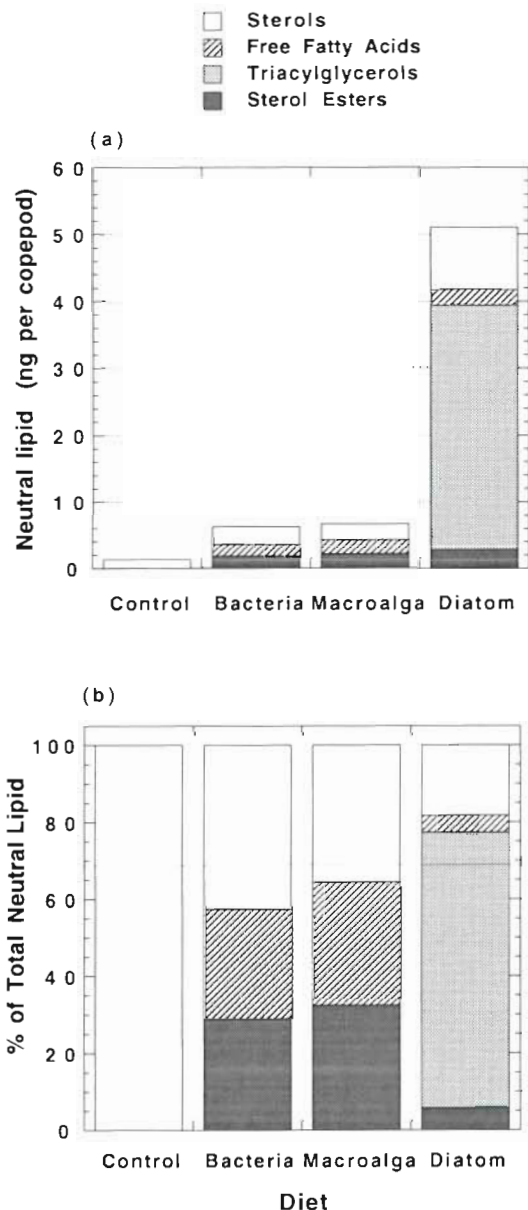 Sterols
Free Fatty Acids
Triacylglycerols
Sterol Esters
(a)
Neutral lipid (ng per copepod)
60
50
40
30
20
10
0
Control Bacteria Macroalga Diatom
(b)
% of Total Neutral Lipid
100
80
60
40
20
0
Control Bacteria Macroalga Diatom
Diet